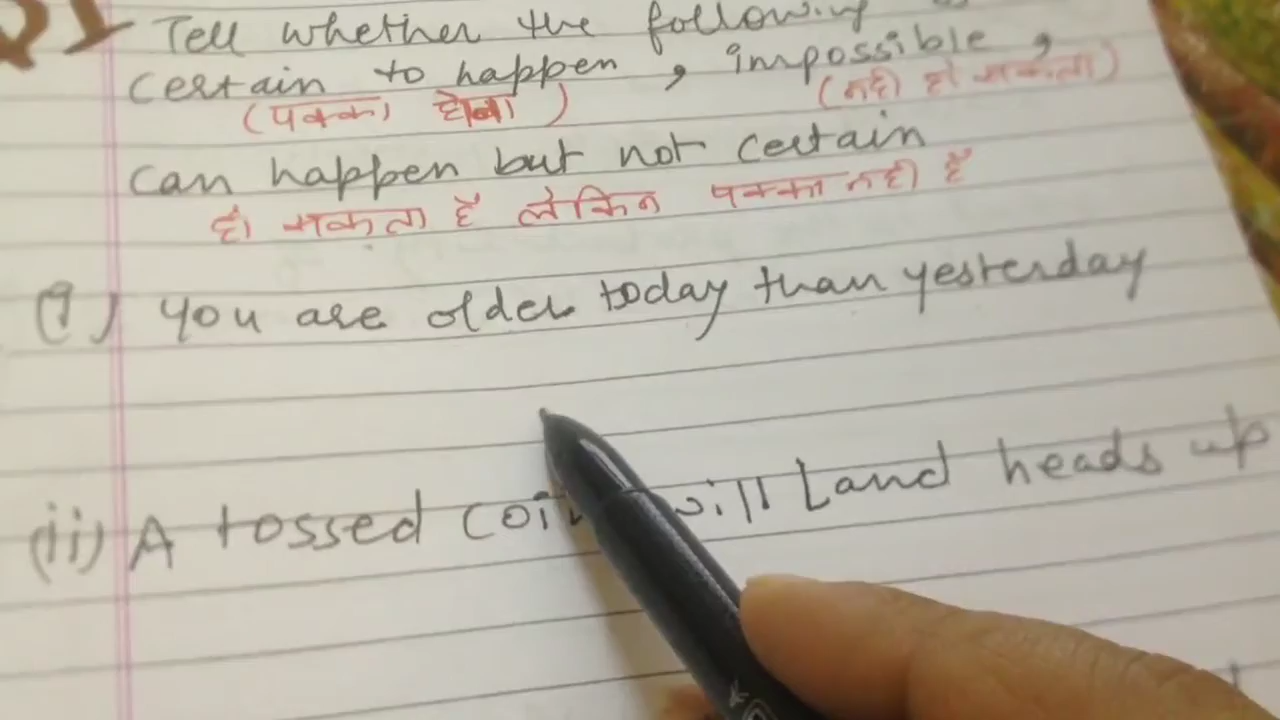 Q1 Tell whether the following
certain to happen, impossible,
(पक्का होना) (नही हो सकता)
can happen but not certain
हो सकता हैं लेकिन पक्का नही हैं
(i) You are older today than yesterday
(ii) A tossed coin will Land heads up